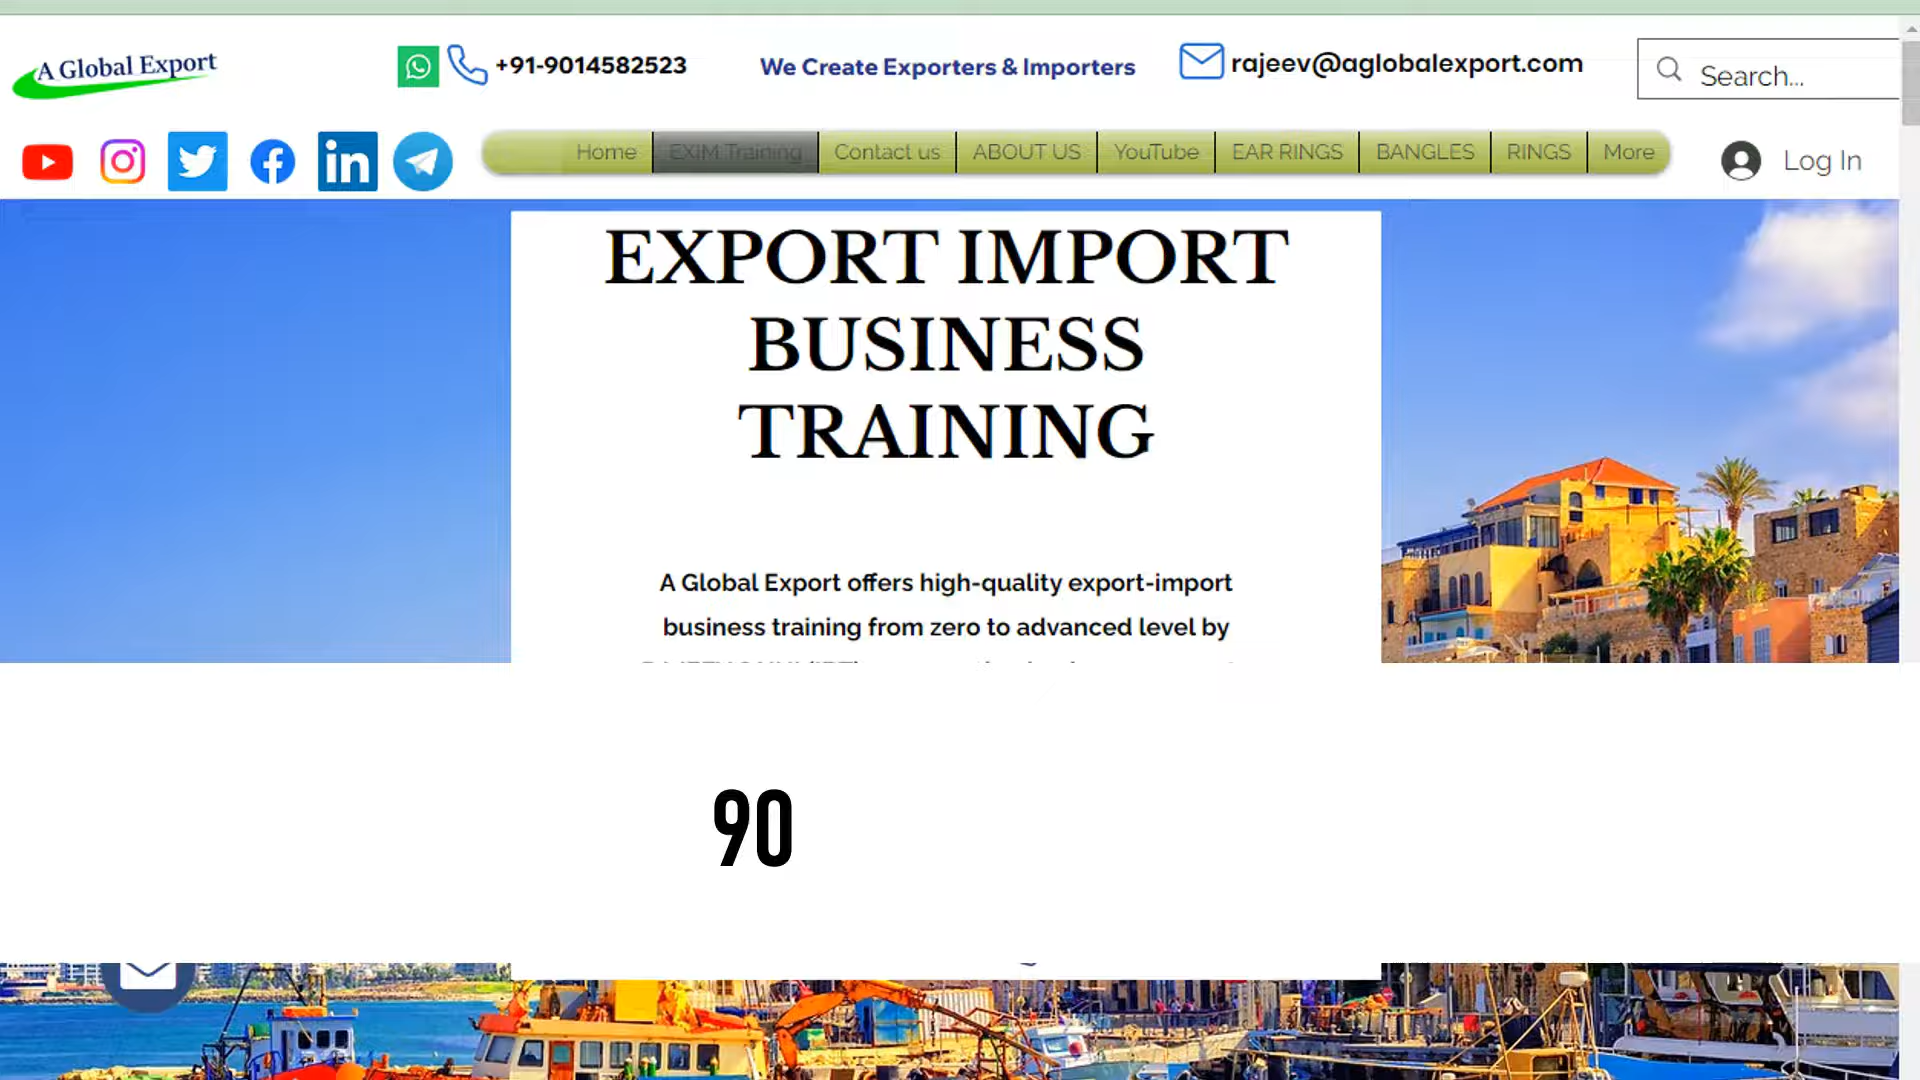 A Global Export
+91-9014582523
We Create Exporters & Importers
rajeev@aglobalexport.com
Search...
Home
EXIM Training
Contact us
ABOUT US
YouTube
EAR RINGS
BANGLES
RINGS
More
Log In
EXPORT IMPORT
BUSINESS
TRAINING
A Global Export offers high-quality export-import
business training from zero to advanced level by
90